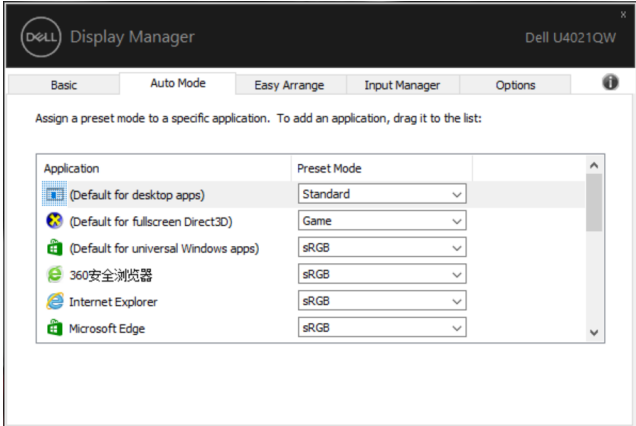 DELL Display Manager
x
Dell U4021QW
Basic
Auto Mode
Easy Arrange
Input Manager
Options
Assign a preset mode to a specific application. To add an application, drag it to the list:
Application Preset Mode
(Default for desktop apps) Standard
(Default for fullscreen Direct3D) Game
(Default for universal Windows apps) sRGB
360安全浏览器 sRGB
Internet Explorer sRGB
Microsoft Edge sRGB